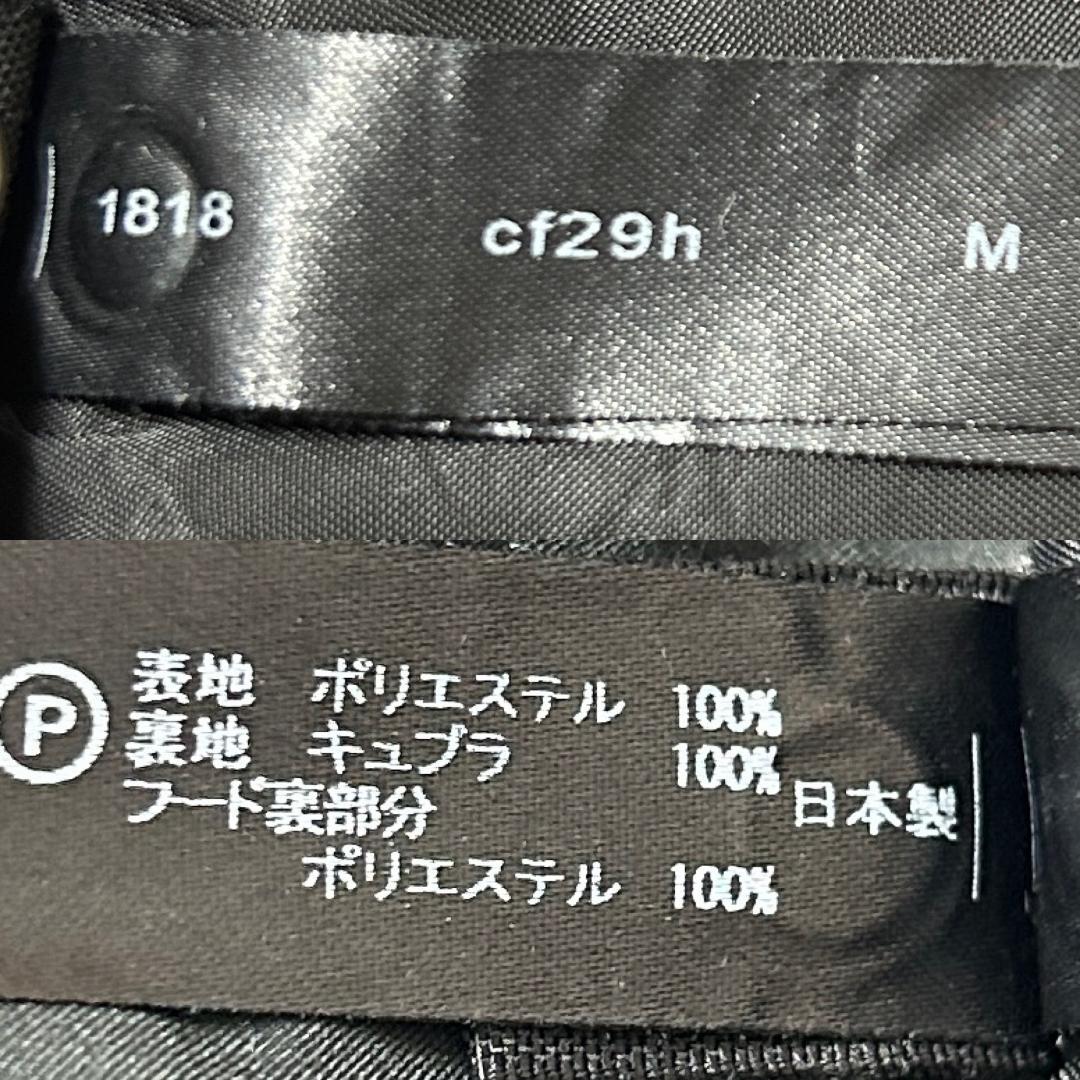 1818 cf29h M
Ⓟ
表地 ポリエステル 100%
裏地 キュプラ 100%
フード裏部分
ポリエステル 100%
日本製